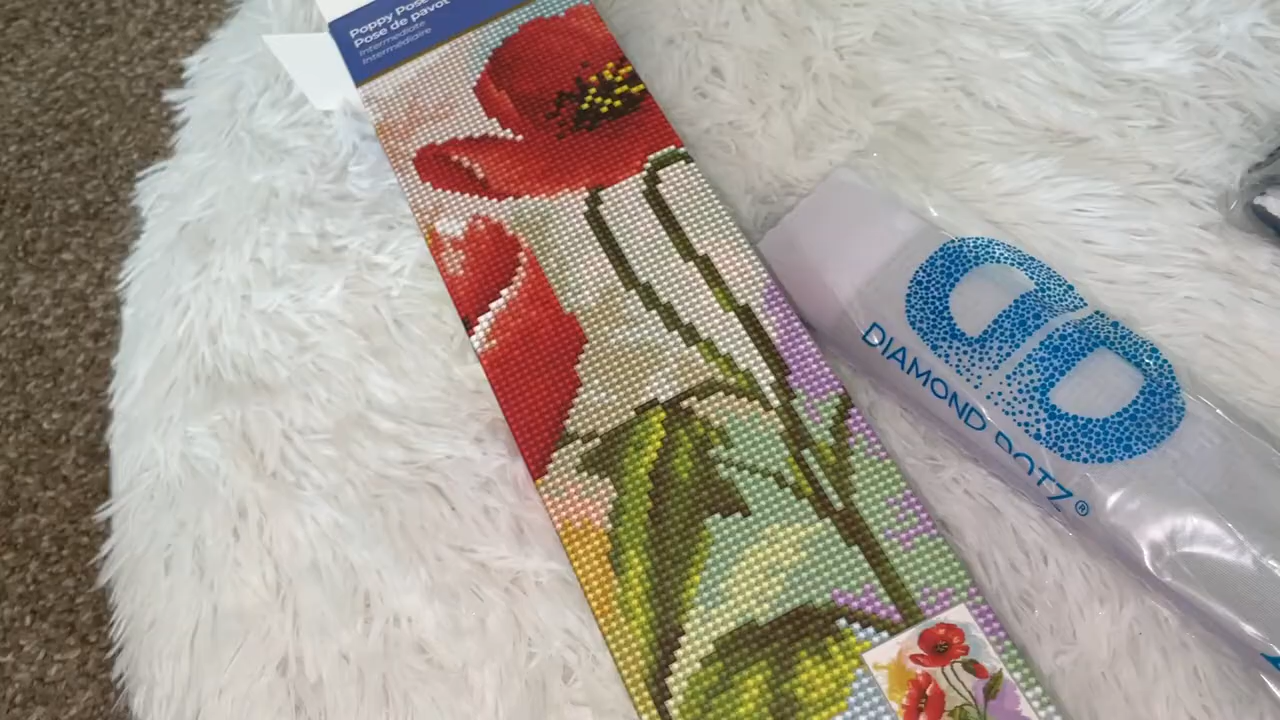 Poppy Pose
Pose de pavot
Intermediate
Intermédiaire
DIAMOND DOTZ®